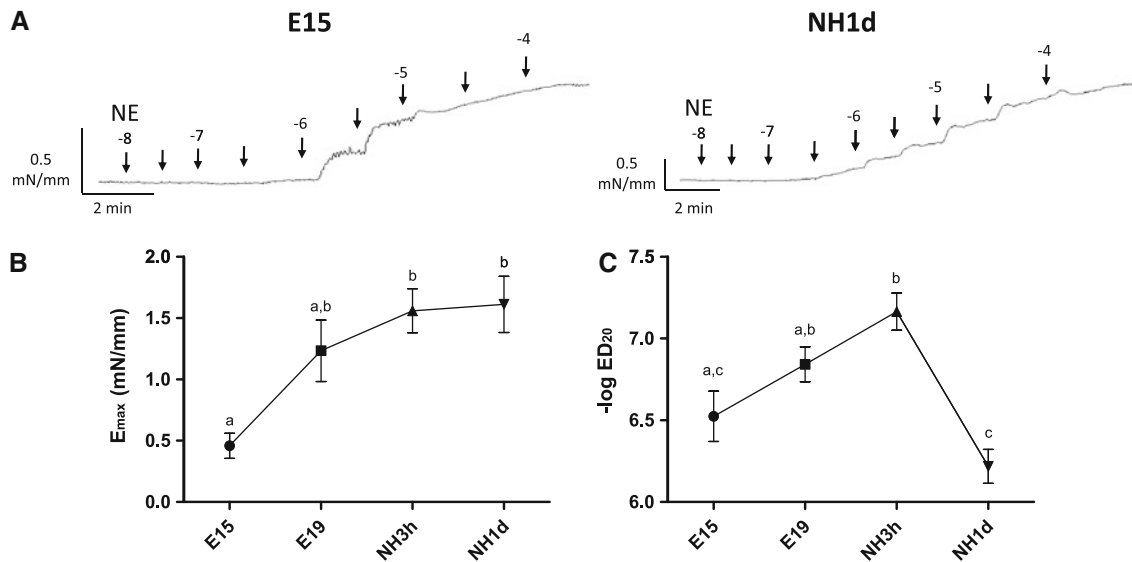 A
E15
NH1d
NE
-8
-7
-6
-5
-4
0.5
mN/mm
2 min
NE
-8
-7
-6
-5
-4
0.5
mN/mm
2 min
B
Emax (mN/mm)
2.0
1.5
1.0
0.5
0.0
a
a,b
b
b
E15
E19
NH3h
NH1d
C
-log ED20
7.5
7.0
6.5
6.0
a,c
a,b
b
c
E15
E19
NH3h
NH1d